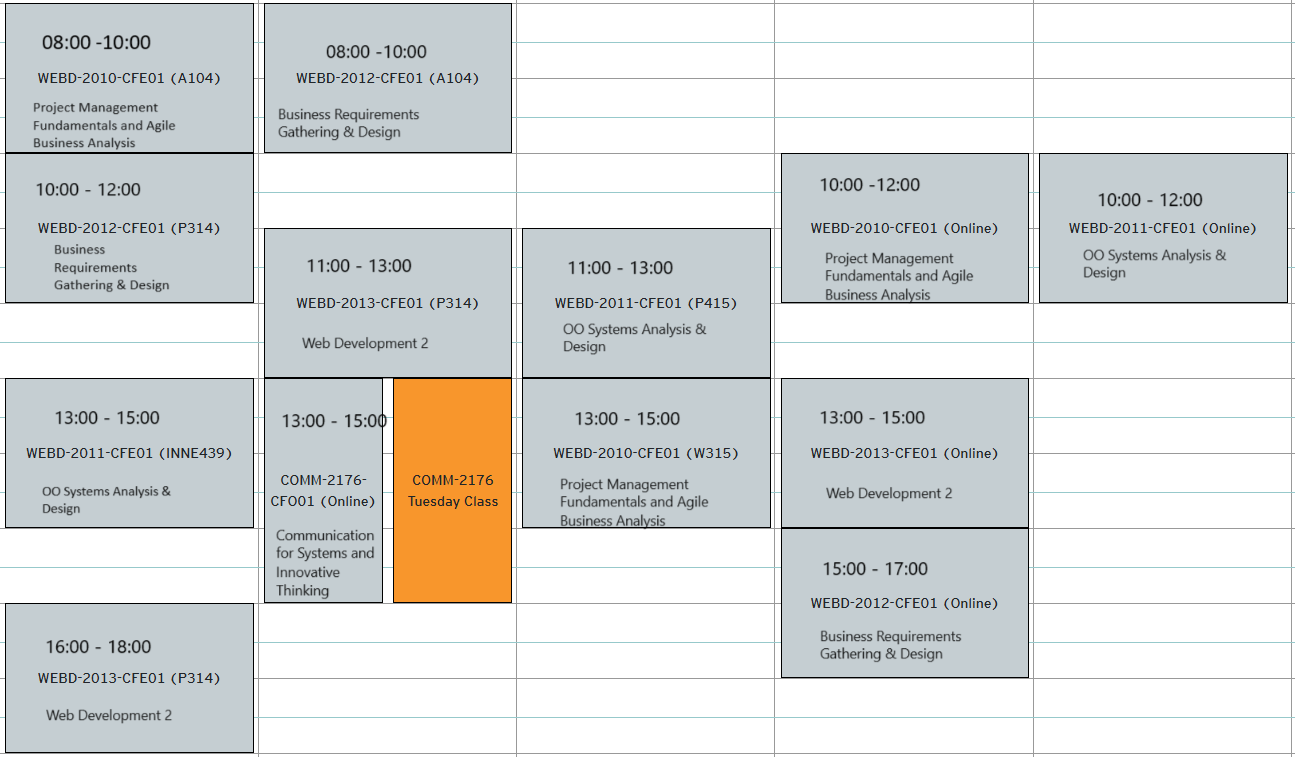 08:00 -10:00
WEBD-2010-CFE01 (A104)
Project Management
Fundamentals and Agile
Business Analysis
10:00 - 12:00
WEBD-2012-CFE01 (P314)
Business
Requirements
Gathering & Design
13:00 - 15:00
WEBD-2011-CFE01 (INNE439)
OO Systems Analysis &
Design
16:00 - 18:00
WEBD-2013-CFE01 (P314)
Web Development 2
08:00 -10:00
WEBD-2012-CFE01 (A104)
Business Requirements
Gathering & Design
11:00 - 13:00
WEBD-2013-CFE01 (P314)
Web Development 2
13:00 - 15:00
COMM-2176-
CFO01 (Online)
Communication
for Systems and
Innovative
Thinking
COMM-2176
Tuesday Class
11:00 - 13:00
WEBD-2011-CFE01 (P415)
OO Systems Analysis &
Design
13:00 - 15:00
WEBD-2010-CFE01 (W315)
Project Management
Fundamentals and Agile
Business Analysis
10:00 -12:00
WEBD-2010-CFE01 (Online)
Project Management
Fundamentals and Agile
Business Analysis
13:00 - 15:00
WEBD-2013-CFE01 (Online)
Web Development 2
15:00 - 17:00
WEBD-2012-CFE01 (Online)
Business Requirements
Gathering & Design
10:00 - 12:00
WEBD-2011-CFE01 (Online)
OO Systems Analysis &
Design